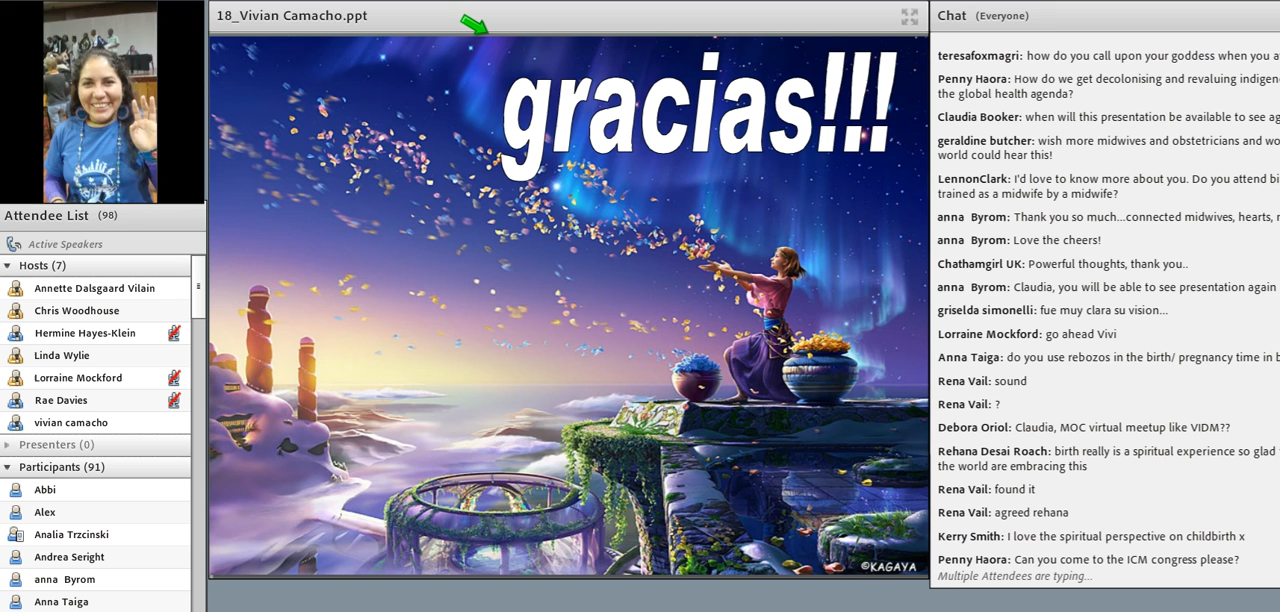 18_Vivian Camacho.ppt
gracias!!!
©KAGAYA
Attendee List (98)
Active Speakers
Hosts (7)
Annette Dalsgaard Vilain
Chris Woodhouse
Hermine Hayes-Klein
Linda Wylie
Lorraine Mockford
Rae Davies
vivian camacho
Presenters (0)
Participants (91)
Abbi
Alex
Analia Trzcinski
Andrea Seright
anna Byrom
Anna Taiga
Chat (Everyone)
teresafoxmagri: how do you call upon your goddess when you a
Penny Haora: How do we get decolonising and revaluing indigen
the global health agenda?
Claudia Booker: when will this presentation be available to see ag
geraldine butcher: wish more midwives and obstetricians and wo
world could hear this!
LennonClark: I'd love to know more about you. Do you attend bi
trained as a midwife by a midwife?
anna Byrom: Thank you so much...connected midwives, hearts, r
anna Byrom: Love the cheers!
Chathamgirl UK: Powerful thoughts, thank you..
anna Byrom: Claudia, you will be able to see presentation again
griselda simonelli: fue muy clara su vision...
Lorraine Mockford: go ahead Vivi
Anna Taiga: do you use rebozos in the birth/ pregnancy time in b
Rena Vail: sound
Rena Vail: ?
Debora Oriol: Claudia, MOC virtual meetup like VIDM??
Rehana Desai Roach: birth really is a spiritual experience so glad
the world are embracing this
Rena Vail: found it
Rena Vail: agreed rehana
Kerry Smith: I love the spiritual perspective on childbirth x
Penny Haora: Can you come to the ICM congress please?
Multiple Attendees are typing...